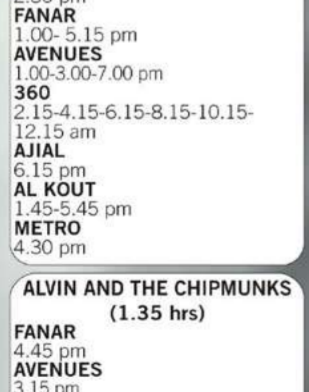 2.30 pm
FANAR
1.00- 5.15 pm
AVENUES
1.00-3.00-7.00 pm
360
2.15-4.15-6.15-8.15-10.15-
12.15 am
AJIAL
6.15 pm
AL KOUT
1.45-5.45 pm
METRO
4.30 pm
ALVIN AND THE CHIPMUNKS
(1.35 hrs)
FANAR
4.45 pm
AVENUES
3.15 pm